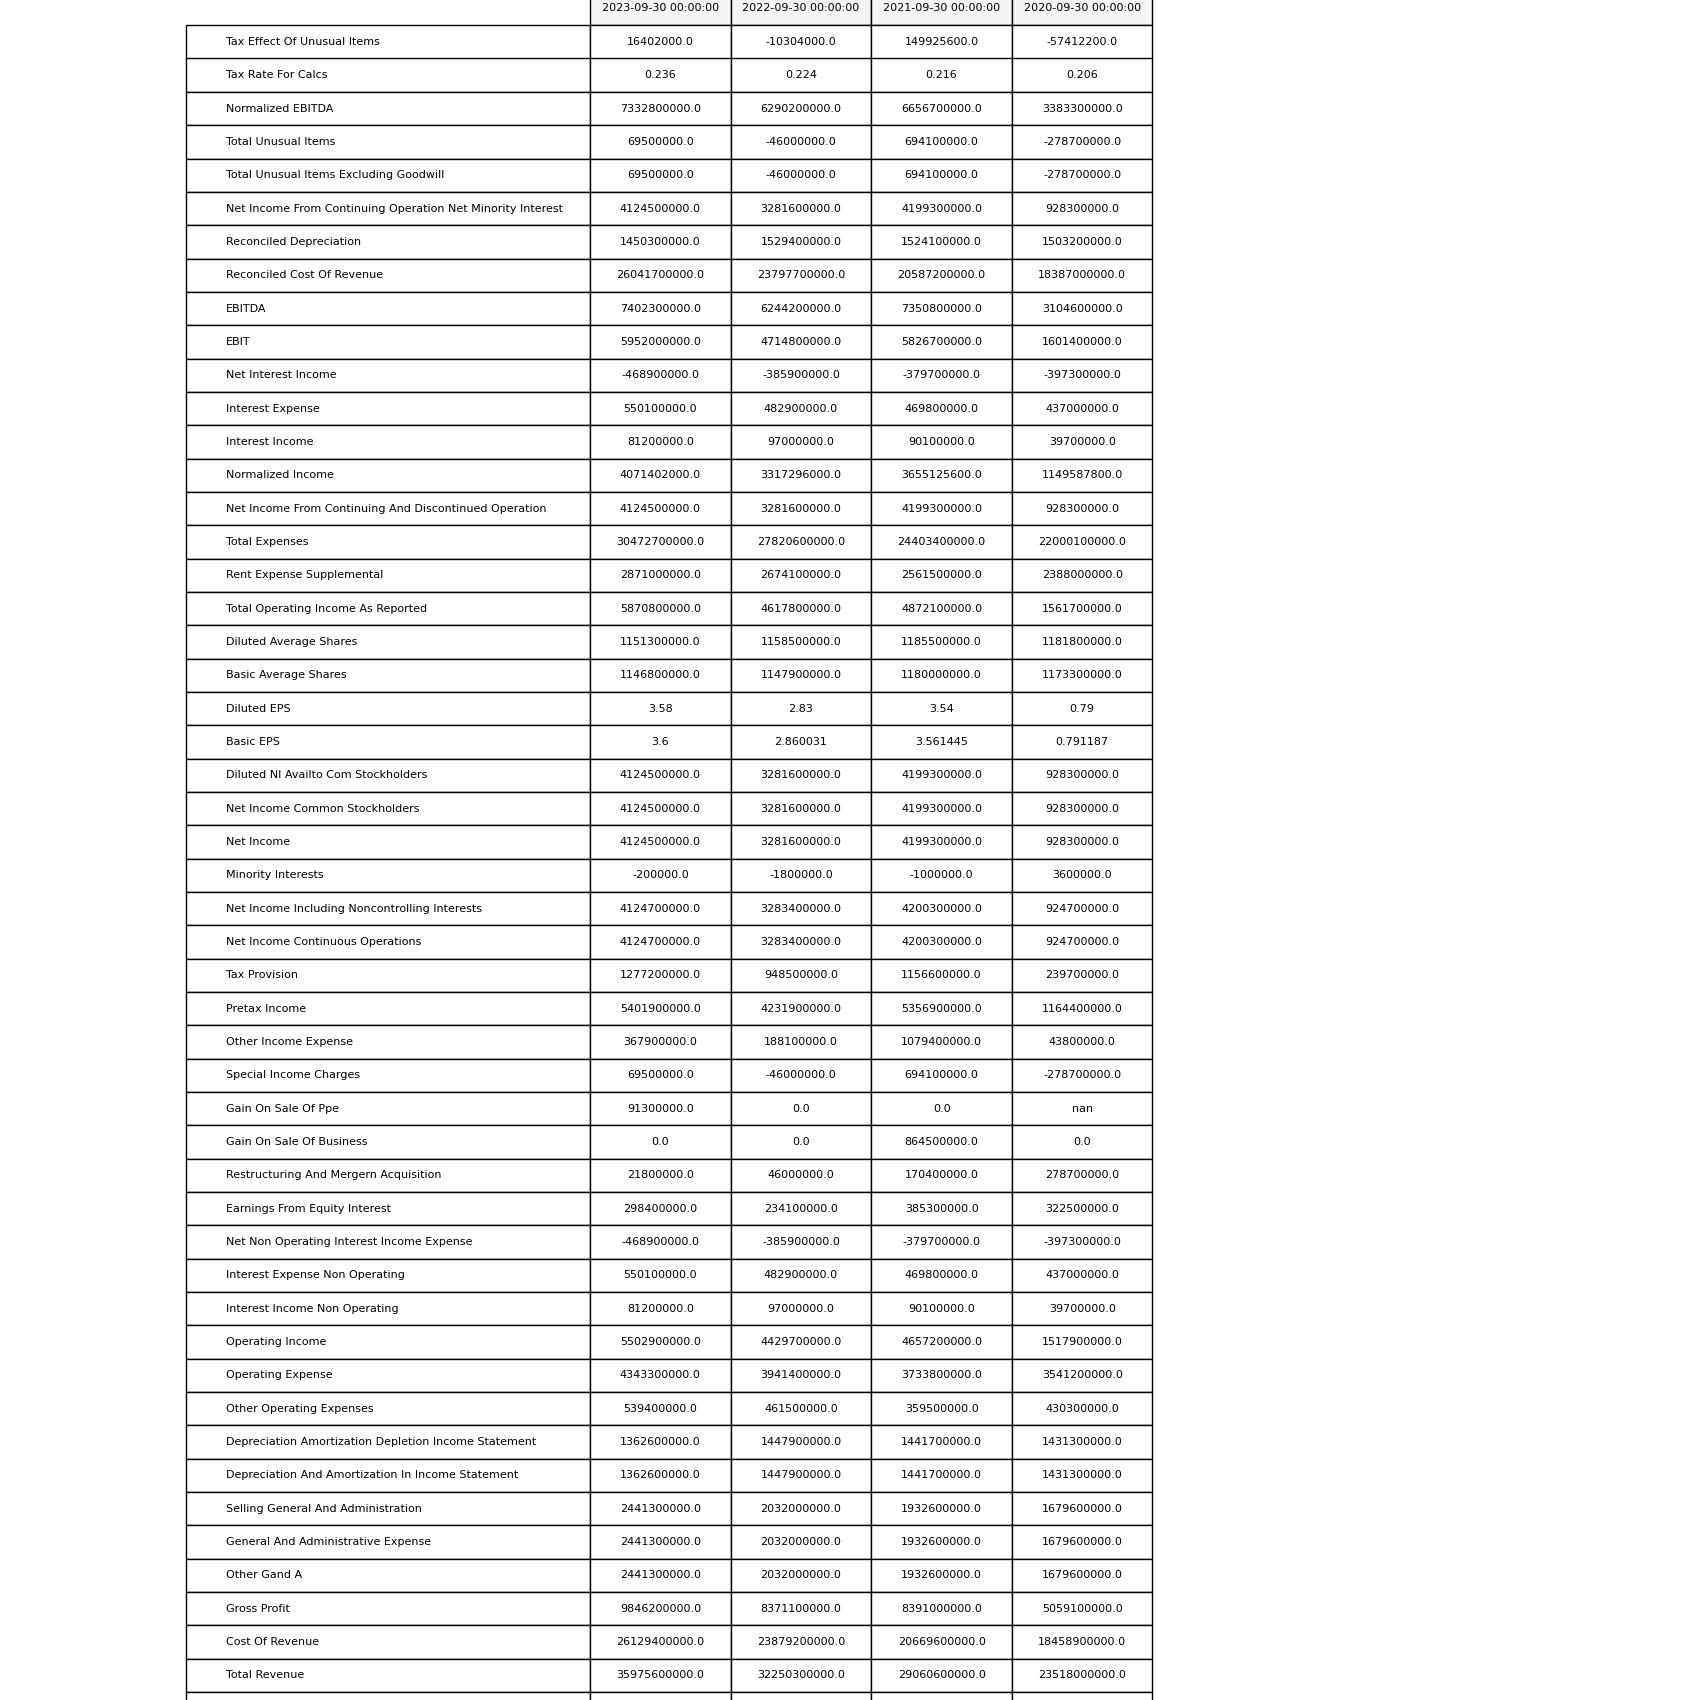 2023-09-30 00:00:00 2022-09-30 00:00:00 2021-09-30 00:00:00 2020-09-30 00:00:00
Tax Effect Of Unusual Items 16402000.0 -10304000.0 149925600.0 -57412200.0
Tax Rate For Calcs 0.236 0.224 0.216 0.206
Normalized EBITDA 7332800000.0 6290200000.0 6656700000.0 3383300000.0
Total Unusual Items 69500000.0 -46000000.0 694100000.0 -278700000.0
Total Unusual Items Excluding Goodwill 69500000.0 -46000000.0 694100000.0 -278700000.0
Net Income From Continuing Operation Net Minority Interest 4124500000.0 3281600000.0 4199300000.0 928300000.0
Reconciled Depreciation 1450300000.0 1529400000.0 1524100000.0 1503200000.0
Reconciled Cost Of Revenue 26041700000.0 23797700000.0 20587200000.0 18387000000.0
EBITDA 7402300000.0 6244200000.0 7350800000.0 3104600000.0
EBIT 5952000000.0 4714800000.0 5826700000.0 1601400000.0
Net Interest Income -468900000.0 -385900000.0 -379700000.0 -397300000.0
Interest Expense 550100000.0 482900000.0 469800000.0 437000000.0
Interest Income 81200000.0 97000000.0 90100000.0 39700000.0
Normalized Income 4071402000.0 3317296000.0 3655125600.0 1149587800.0
Net Income From Continuing And Discontinued Operation 4124500000.0 3281600000.0 4199300000.0 928300000.0
Total Expenses 30472700000.0 27820600000.0 24403400000.0 22000100000.0
Rent Expense Supplemental 2871000000.0 2674100000.0 2561500000.0 2388000000.0
Total Operating Income As Reported 5870800000.0 4617800000.0 4872100000.0 1561700000.0
Diluted Average Shares 1151300000.0 1158500000.0 1185500000.0 1181800000.0
Basic Average Shares 1146800000.0 1147900000.0 1180000000.0 1173300000.0
Diluted EPS 3.58 2.83 3.54 0.79
Basic EPS 3.6 2.860031 3.561445 0.791187
Diluted NI Availto Com Stockholders 4124500000.0 3281600000.0 4199300000.0 928300000.0
Net Income Common Stockholders 4124500000.0 3281600000.0 4199300000.0 928300000.0
Net Income 4124500000.0 3281600000.0 4199300000.0 928300000.0
Minority Interests -200000.0 -1800000.0 -1000000.0 3600000.0
Net Income Including Noncontrolling Interests 4124700000.0 3283400000.0 4200300000.0 924700000.0
Net Income Continuous Operations 4124700000.0 3283400000.0 4200300000.0 924700000.0
Tax Provision 1277200000.0 948500000.0 1156600000.0 239700000.0
Pretax Income 5401900000.0 4231900000.0 5356900000.0 1164400000.0
Other Income Expense 367900000.0 188100000.0 1079400000.0 43800000.0
Special Income Charges 69500000.0 -46000000.0 694100000.0 -278700000.0
Gain On Sale Of Ppe 91300000.0 0.0 0.0 nan
Gain On Sale Of Business 0.0 0.0 864500000.0 0.0
Restructuring And Mergern Acquisition 21800000.0 46000000.0 170400000.0 278700000.0
Earnings From Equity Interest 298400000.0 234100000.0 385300000.0 322500000.0
Net Non Operating Interest Income Expense -468900000.0 -385900000.0 -379700000.0 -397300000.0
Interest Expense Non Operating 550100000.0 482900000.0 469800000.0 437000000.0
Interest Income Non Operating 81200000.0 97000000.0 90100000.0 39700000.0
Operating Income 5502900000.0 4429700000.0 4657200000.0 1517900000.0
Operating Expense 4343300000.0 3941400000.0 3733800000.0 3541200000.0
Other Operating Expenses 539400000.0 461500000.0 359500000.0 430300000.0
Depreciation Amortization Depletion Income Statement 1362600000.0 1447900000.0 1441700000.0 1431300000.0
Depreciation And Amortization In Income Statement 1362600000.0 1447900000.0 1441700000.0 1431300000.0
Selling General And Administration 2441300000.0 2032000000.0 1932600000.0 1679600000.0
General And Administrative Expense 2441300000.0 2032000000.0 1932600000.0 1679600000.0
Other Gand A 2441300000.0 2032000000.0 1932600000.0 1679600000.0
Gross Profit 9846200000.0 8371100000.0 8391000000.0 5059100000.0
Cost Of Revenue 26129400000.0 23879200000.0 20669600000.0 18458900000.0
Total Revenue 35975600000.0 32250300000.0 29060600000.0 23518000000.0